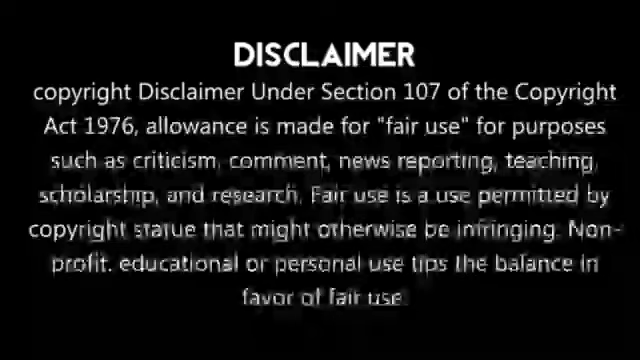 DISCLAIMER
copyright Disclaimer Under Section 107 of the Copyright
Act 1976, allowance is made for "fair use" for purposes
such as criticism, comment, news reporting, teaching,
scholarship, and research. Fair use is a use permitted by
copyright statue that might otherwise be infringing. Non-
profit. educational or personal use tips the balance in
favor of fair use.